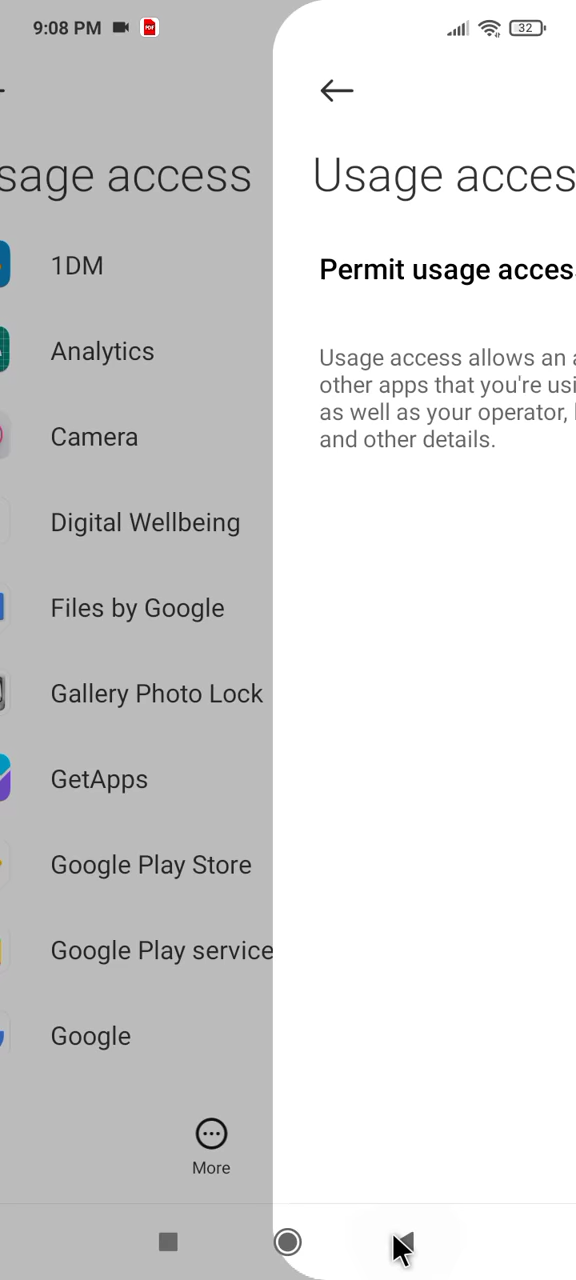 9:08 PM
32
sage access
1DM
Analytics
Camera
Digital Wellbeing
Files by Google
Gallery Photo Lock
GetApps
Google Play Store
Google Play service
Google
More
Usage acces
Permit usage acces
Usage access allows an a
other apps that you're usi
as well as your operator,
and other details.